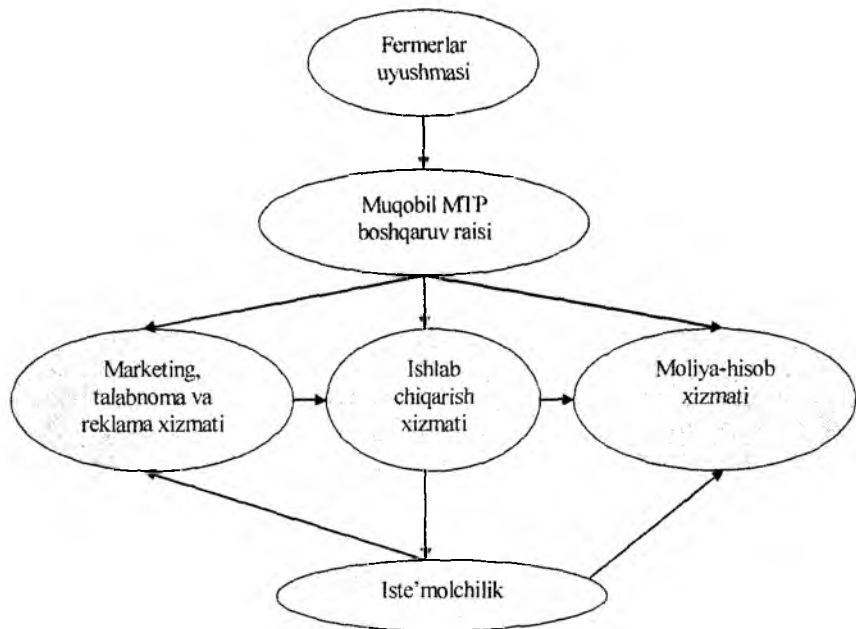 Fermerlar
uyushmasi
Muqobil MTP
boshqaruv raisi
Marketing,
talabnoma va
reklama xizmati
Ishlab
chiqarish
xizmati
Moliya-hisob
xizmati
Iste’molchilik